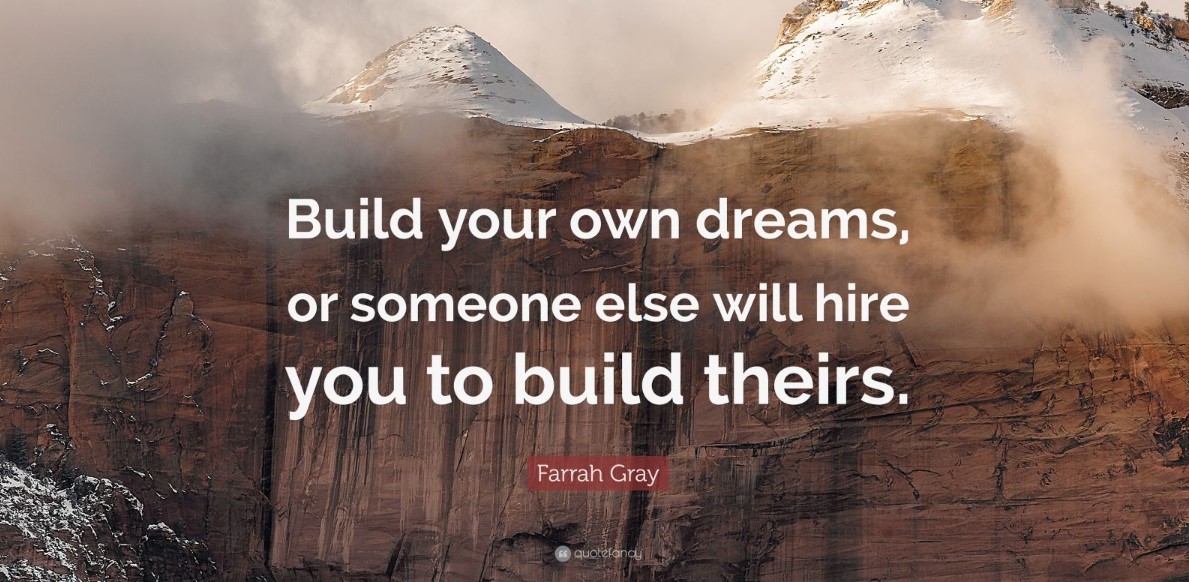 Build your own dreams,
or someone else will hire
you to build theirs.
Farrah Gray
quotefancy